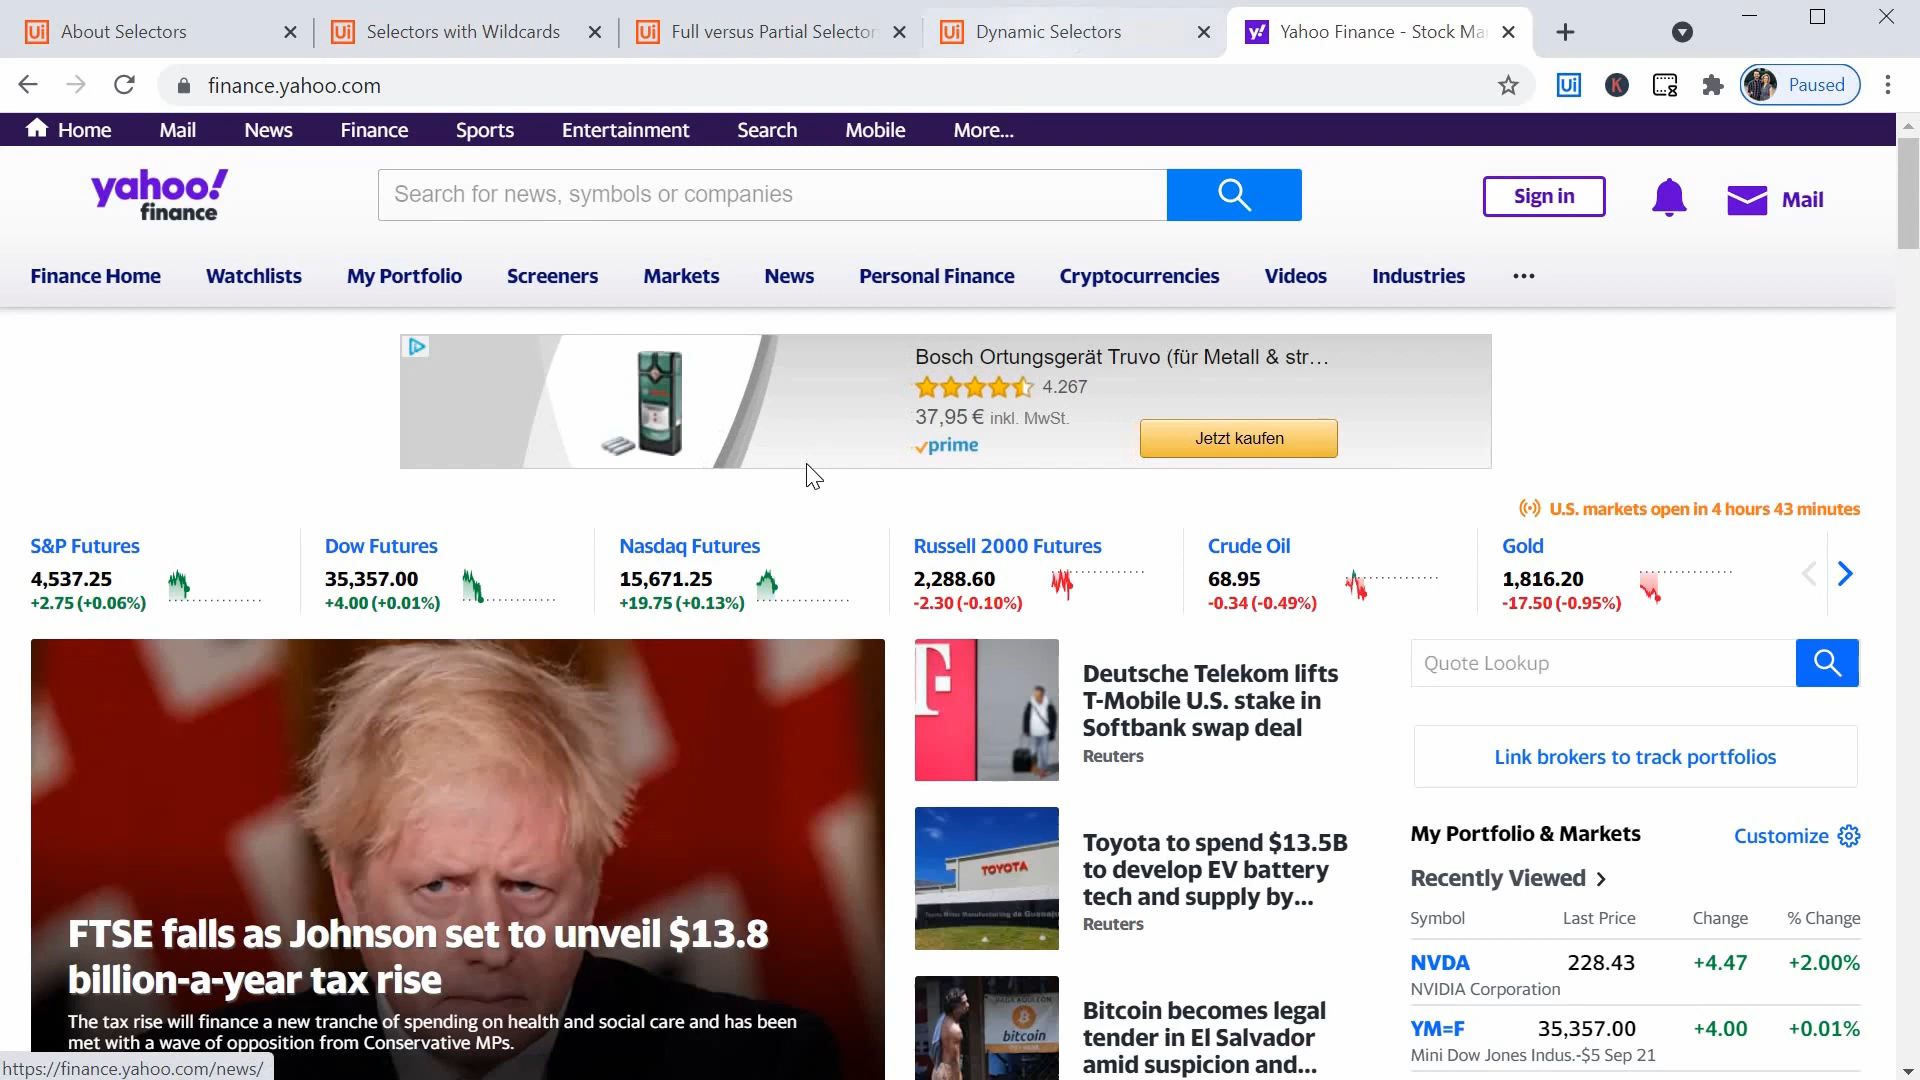 About Selectors
Selectors with Wildcards
Full versus Partial Selector
Dynamic Selectors
Yahoo Finance - Stock Ma
finance.yahoo.com
Paused
Home Mail News Finance Sports Entertainment Search Mobile More...
yahoo!
finance
Search for news, symbols or companies
Sign in
Mail
Finance Home Watchlists My Portfolio Screeners Markets News Personal Finance Cryptocurrencies Videos Industries ...
Bosch Ortungsgerät Truvo (für Metall & str...
4.267
37,95 € inkl. MwSt.
prime
Jetzt kaufen
U.S. markets open in 4 hours 43 minutes
S&P Futures
4,537.25
+2.75 (+0.06%)
Dow Futures
35,357.00
+4.00 (+0.01%)
Nasdaq Futures
15,671.25
+19.75 (+0.13%)
Russell 2000 Futures
2,288.60
-2.30 (-0.10%)
Crude Oil
68.95
-0.34 (-0.49%)
Gold
1,816.20
-17.50 (-0.95%)
FTSE falls as Johnson set to unveil $13.8
billion-a-year tax rise
The tax rise will finance a new tranche of spending on health and social care and has been
met with a wave of opposition from Conservative MPs.
Deutsche Telekom lifts
T-Mobile U.S. stake in
Softbank swap deal
Reuters
TOYOTA
Toyota to spend $13.5B
to develop EV battery
tech and supply by...
Reuters
bitcoin
Bitcoin becomes legal
tender in El Salvador
amid suspicion and...
Quote Lookup
Link brokers to track portfolios
My Portfolio & Markets
Customize
Recently Viewed
Symbol Last Price Change % Change
NVDA 228.43 +4.47 +2.00%
NVIDIA Corporation
YM=F 35,357.00 +4.00 +0.01%
Mini Dow Jones Indus.-$5 Sep 21
https://finance.yahoo.com/news/